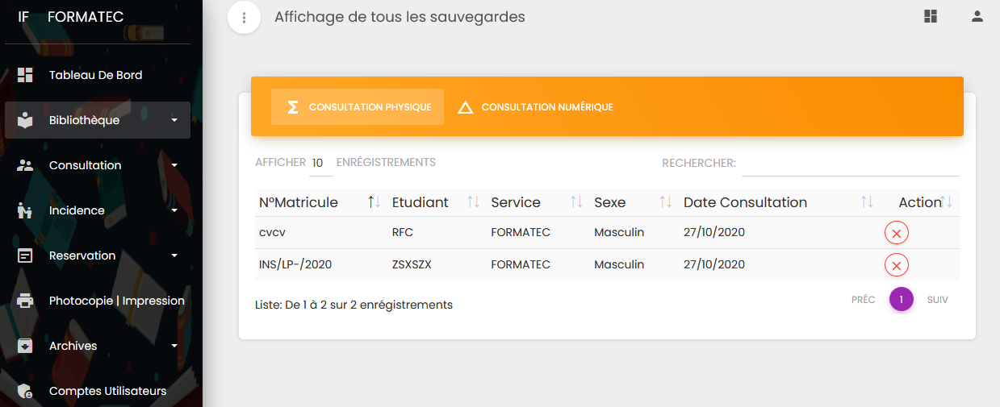 IF FORMATEC
Tableau De Bord
Bibliothèque
Consultation
Incidence
Reservation
Photocopie | Impression
Archives
Comptes Utilisateurs
Affichage de tous les sauvegardes
CONSULTATION PHYSIQUE CONSULTATION NUMÉRIQUE
AFFICHER 10 ENRÉGISTREMENTS RECHERCHER:
N°Matricule Etudiant Service Sexe Date Consultation Action
cvcv RFC FORMATEC Masculin 27/10/2020
INS/LP-/2020 ZSXSZX FORMATEC Masculin 27/10/2020
Liste: De 1 à 2 sur 2 enrégistrements PRÉC 1 SUIV